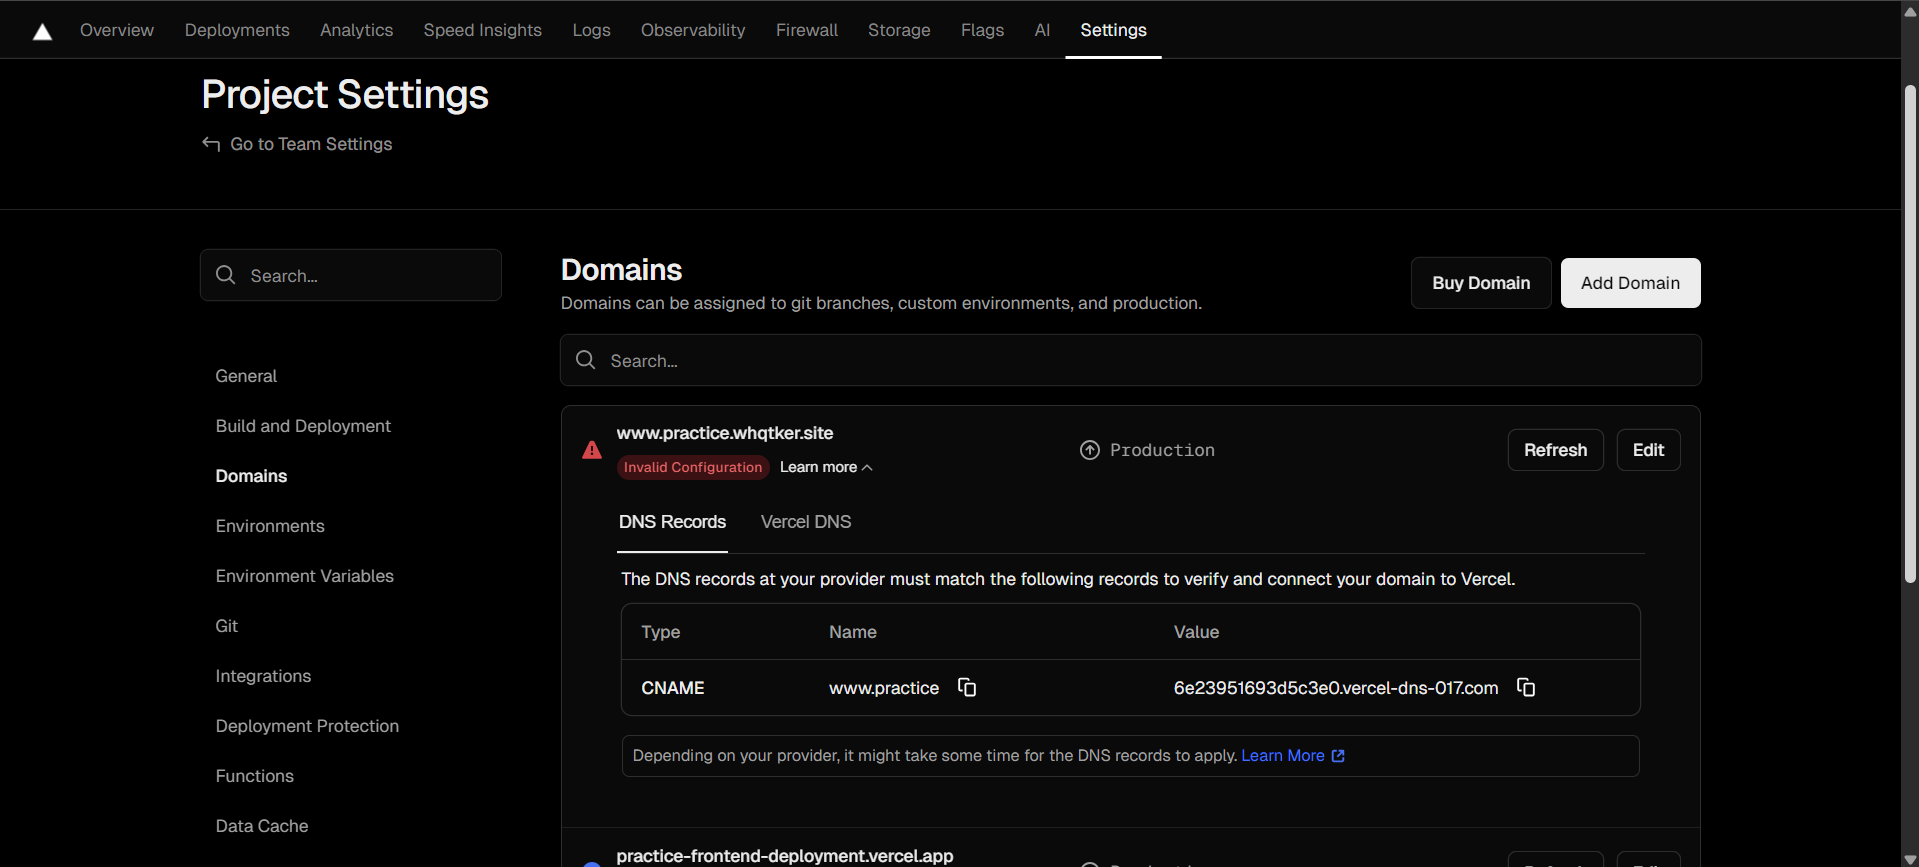 Overview Deployments Analytics Speed Insights Logs Observability Firewall Storage Flags AI Settings
Project Settings
Go to Team Settings
Search...
General
Build and Deployment
Domains
Environments
Environment Variables
Git
Integrations
Deployment Protection
Functions
Data Cache
Domains
Domains can be assigned to git branches, custom environments, and production.
Buy Domain
Add Domain
Search...
www.practice.whqtker.site
Invalid Configuration Learn more
Production
Refresh
Edit
DNS Records Vercel DNS
The DNS records at your provider must match the following records to verify and connect your domain to Vercel.
Type Name Value
CNAME www.practice 6e23951693d5c3e0.vercel-dns-017.com
Depending on your provider, it might take some time for the DNS records to apply. Learn More
practice-frontend-deployment.vercel.app